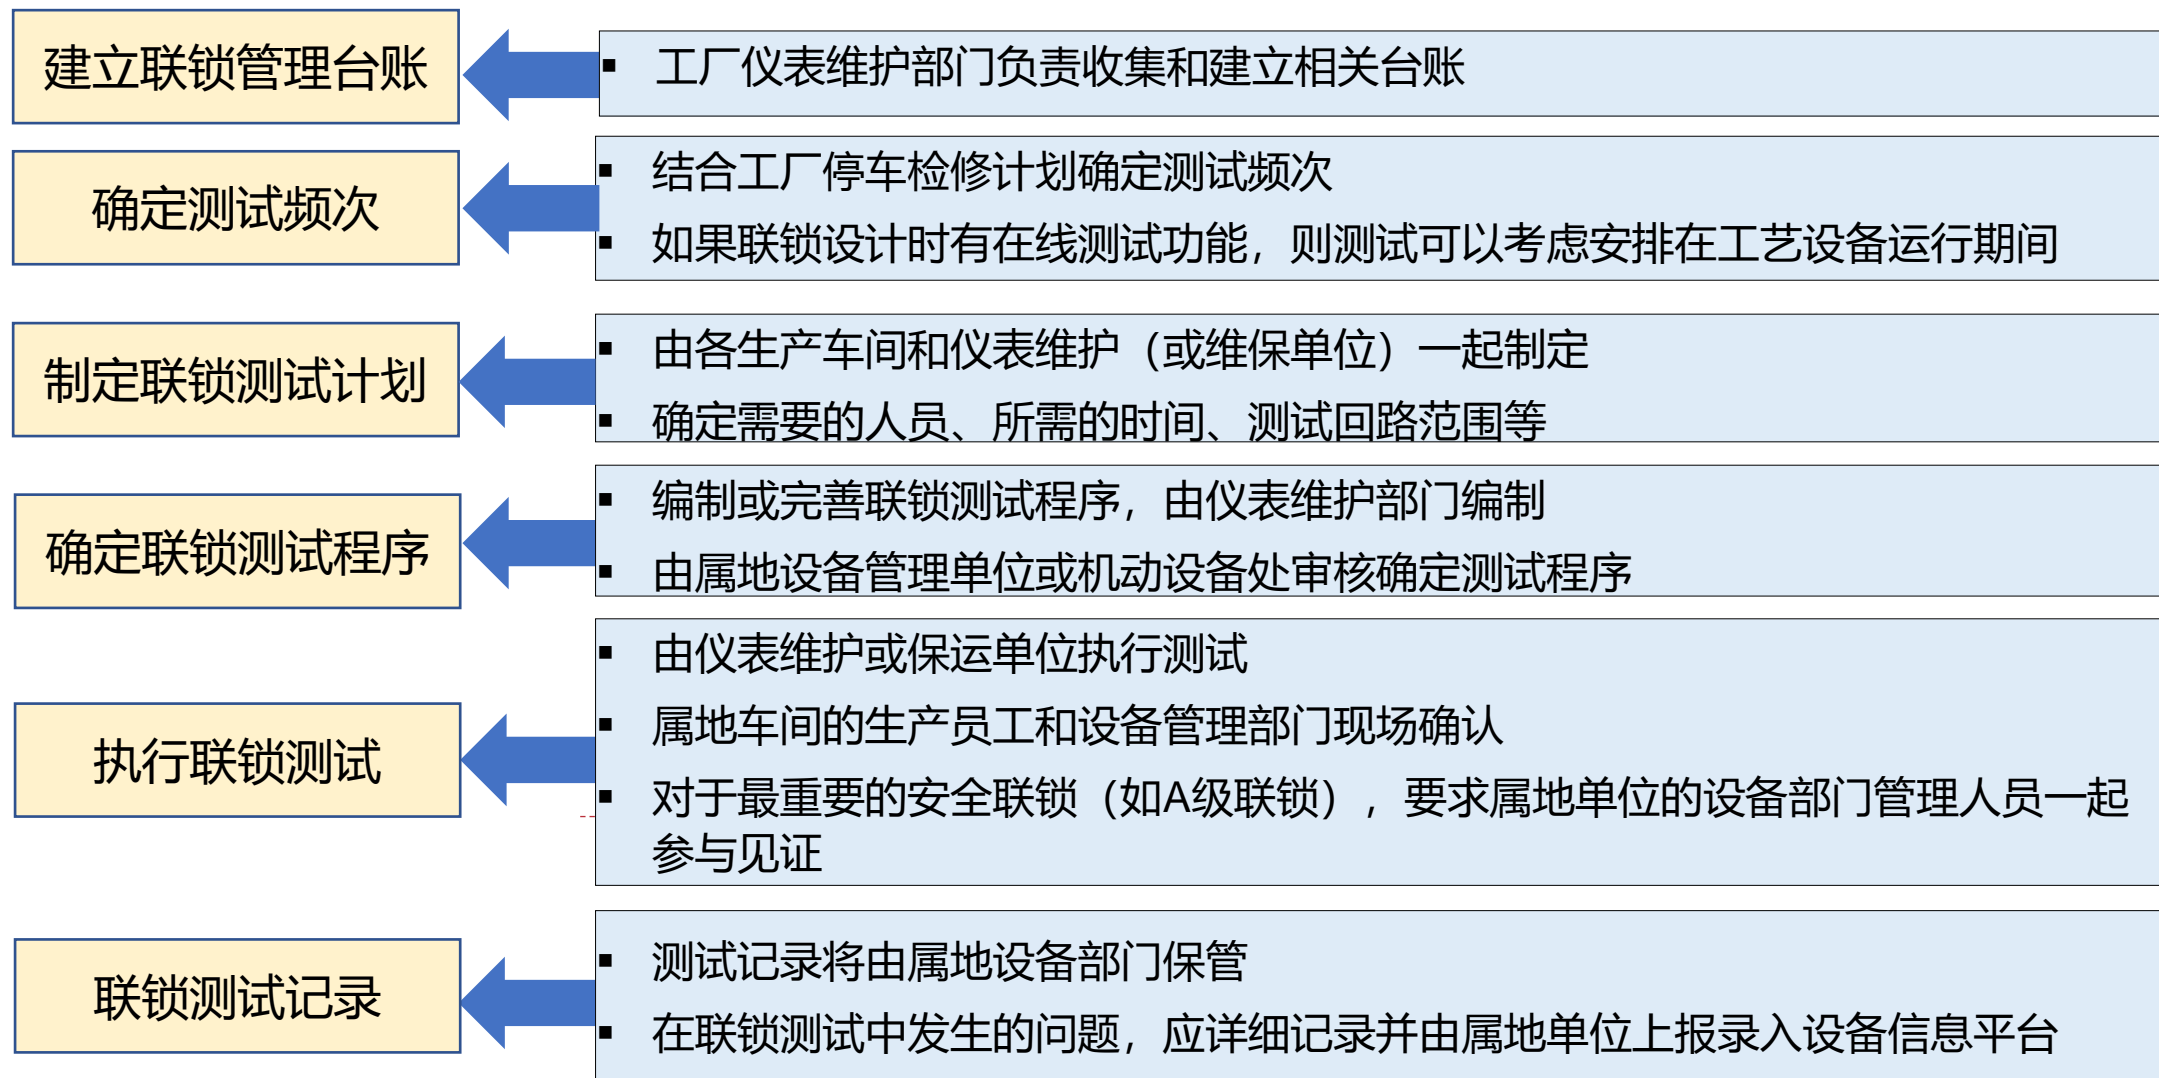 建立联锁管理台账
▪ 工厂仪表维护部门负责收集和建立相关台账
确定测试频次
▪ 结合工厂停车检修计划确定测试频次
▪ 如果联锁设计时有在线测试功能，则测试可以考虑安排在工艺设备运行期间
制定联锁测试计划
▪ 由各生产车间和仪表维护（或维保单位）一起制定
▪ 确定需要的人员、所需的时间、测试回路范围等
确定联锁测试程序
▪ 编制或完善联锁测试程序，由仪表维护部门编制
▪ 由属地设备管理单位或机动设备处审核确定测试程序
执行联锁测试
▪ 由仪表维护或保运单位执行测试
▪ 属地车间的生产员工和设备管理部门现场确认
▪ 对于最重要的安全联锁（如A级联锁），要求属地单位的设备部门管理人员一起
参与见证
联锁测试记录
▪ 测试记录将由属地设备部门保管
▪ 在联锁测试中发生的问题，应详细记录并由属地单位上报录入设备信息平台